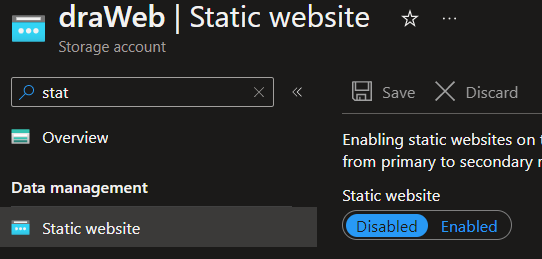 draWeb | Static website
Storage account
stat
Save
Discard
Overview
Enabling static websites on
from primary to secondary
Data management
Static website
Static website
Disabled
Enabled